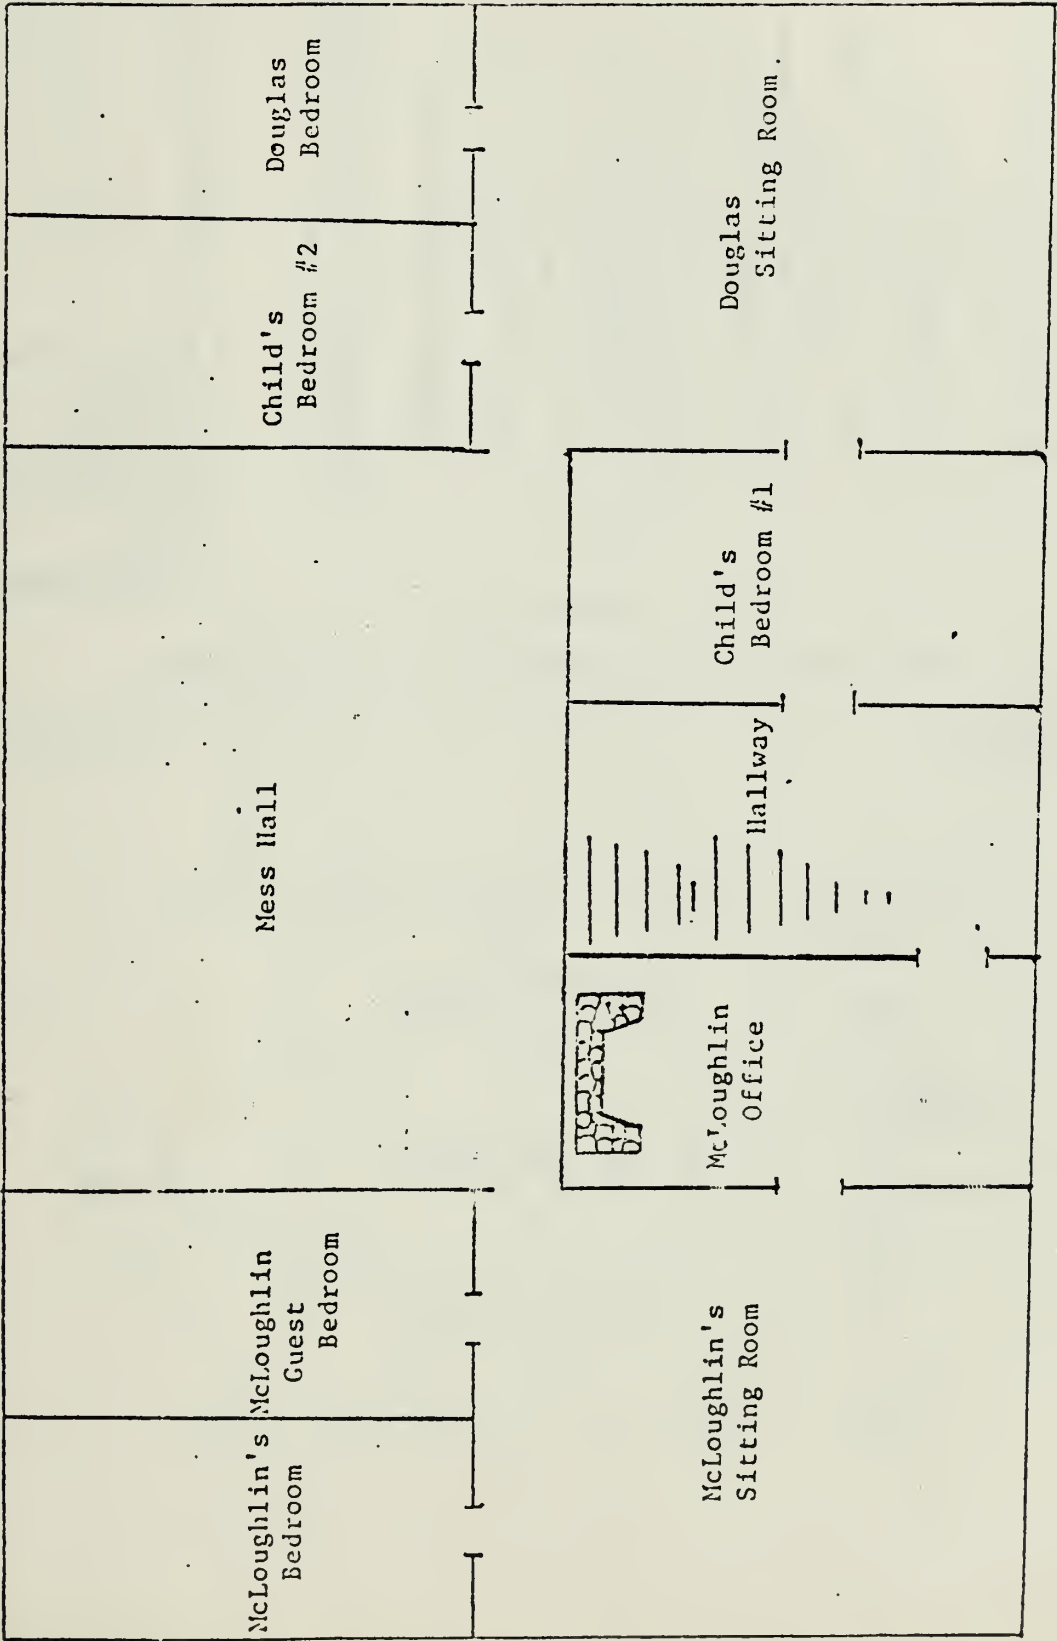 McLoughlin's
Bedroom
McLoughlin
Guest
Bedroom
Mess Hall
Child's
Bedroom #2
Douglas
Bedroom
McLoughlin's
Sitting Room
McLoughlin
Office
Hallway
Child's
Bedroom #1
Douglas
Sitting Room.